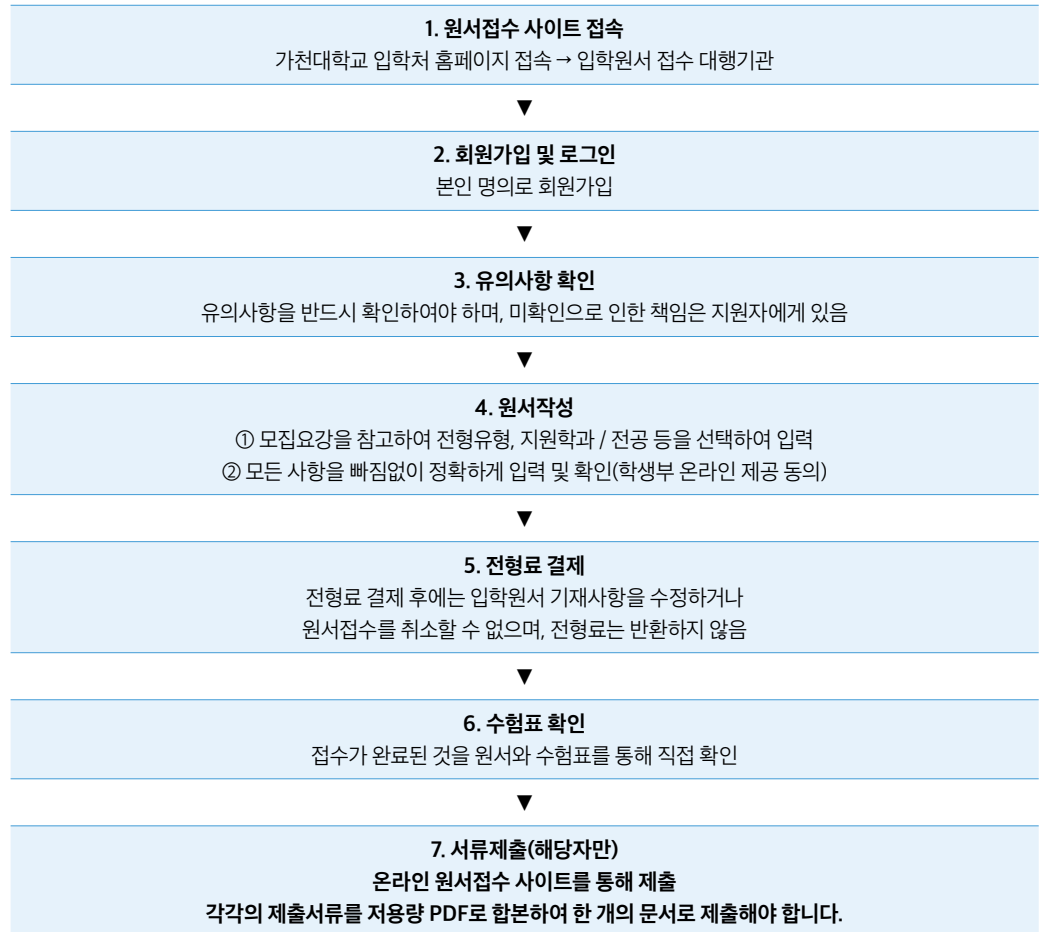 1. 원서접수 사이트 접속
가천대학교 입학처 홈페이지 접속 → 입학원서 접수 대행기관
▼
2. 회원가입 및 로그인
본인 명의로 회원가입
▼
3. 유의사항 확인
유의사항을 반드시 확인하여야 하며, 미확인으로 인한 책임은 지원자에게 있음
▼
4. 원서작성
① 모집요강을 참고하여 전형유형, 지원학과 / 전공 등을 선택하여 입력
② 모든 사항을 빠짐없이 정확하게 입력 및 확인(학생부 온라인 제공 동의)
▼
5. 전형료 결제
전형료 결제 후에는 입학원서 기재사항을 수정하거나
원서접수를 취소할 수 없으며, 전형료는 반환하지 않음
▼
6. 수험표 확인
접수가 완료된 것을 원서와 수험표를 통해 직접 확인
▼
7. 서류제출(해당자만)
온라인 원서접수 사이트를 통해 제출
각각의 제출서류를 저용량 PDF로 합본하여 한 개의 문서로 제출해야 합니다.